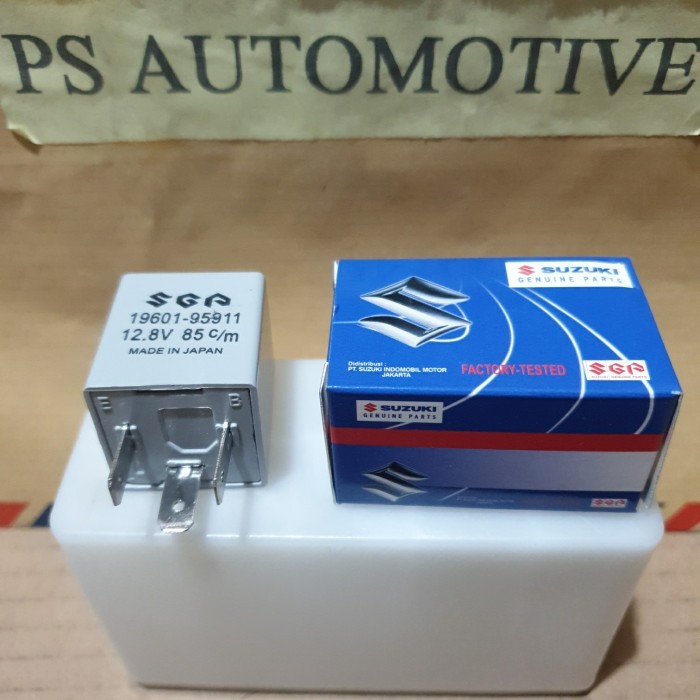 PS AUTOMOTIVE
SGP
19601-95911
12.8V 85 c/m
MADE IN JAPAN
E B
SUZUKI
GENUINE PARTS
Didistribusi :
PT. SUZUKI INDOMOBIL MOTOR
JAKARTA
FACTORY-TESTED
SGP
SUZUKI
GENUINE PARTS
SGP